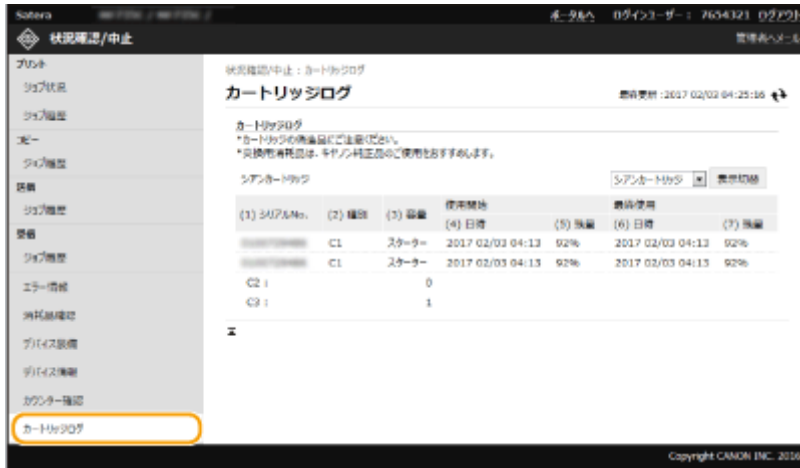 Satera
ポータルへ ログインユーザー: 7654321 ログアウト
状況確認/中止
管理者へメール
プリント
ジョブ状況
ジョブ履歴
コピー
ジョブ履歴
送信
ジョブ履歴
受信
ジョブ履歴
エラー情報
消耗品確認
デバイス設備
デバイス情報
カウンター確認
カートリッジログ
状況確認/中止 : カートリッジログ
カートリッジログ
最終更新 :2017 02/03 04:25:16
カートリッジログ
*カートリッジの偽造品にご注意ください。
*交換用消耗品は、キヤノン純正品のご使用をおすすめします。
シアンカートリッジ
シアンカートリッジ 表示切替
(1) シリアルNo. (2) 種別 (3) 容量 使用開始 (4) 日時 (5) 残量 最終使用 (6) 日時 (7) 残量
C1 スターター 2017 02/03 04:13 92% 2017 02/03 04:13 92%
C1 スターター 2017 02/03 04:13 92% 2017 02/03 04:13 92%
C2 : 0
C3 : 1
Copyright CANON INC. 2016